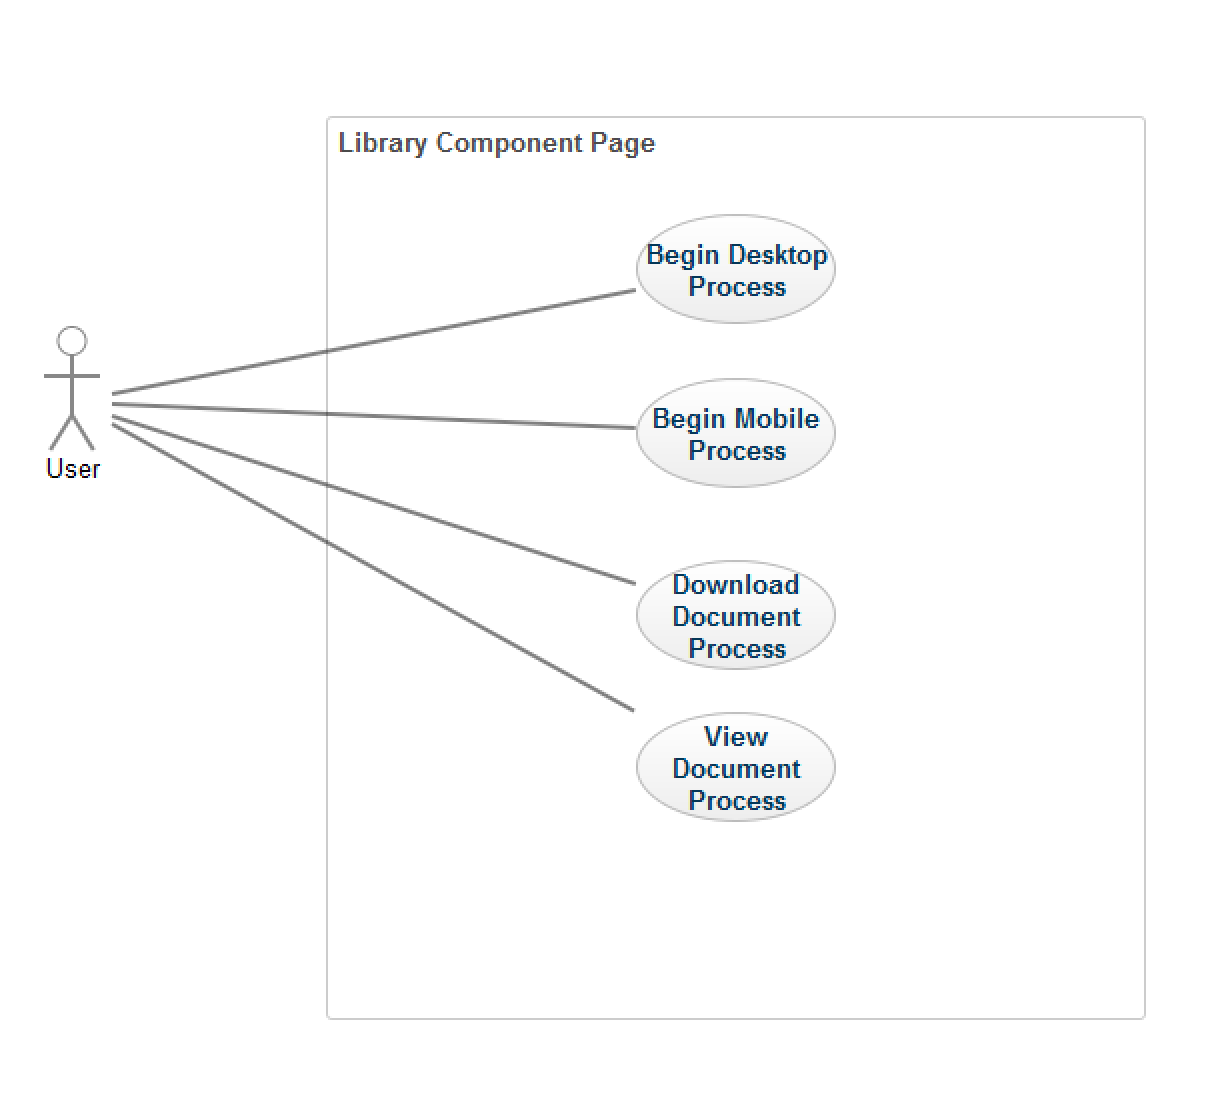 Library Component Page
Begin Desktop
Process
Begin Mobile
Process
User
Download
Document
Process
View
Document
Process